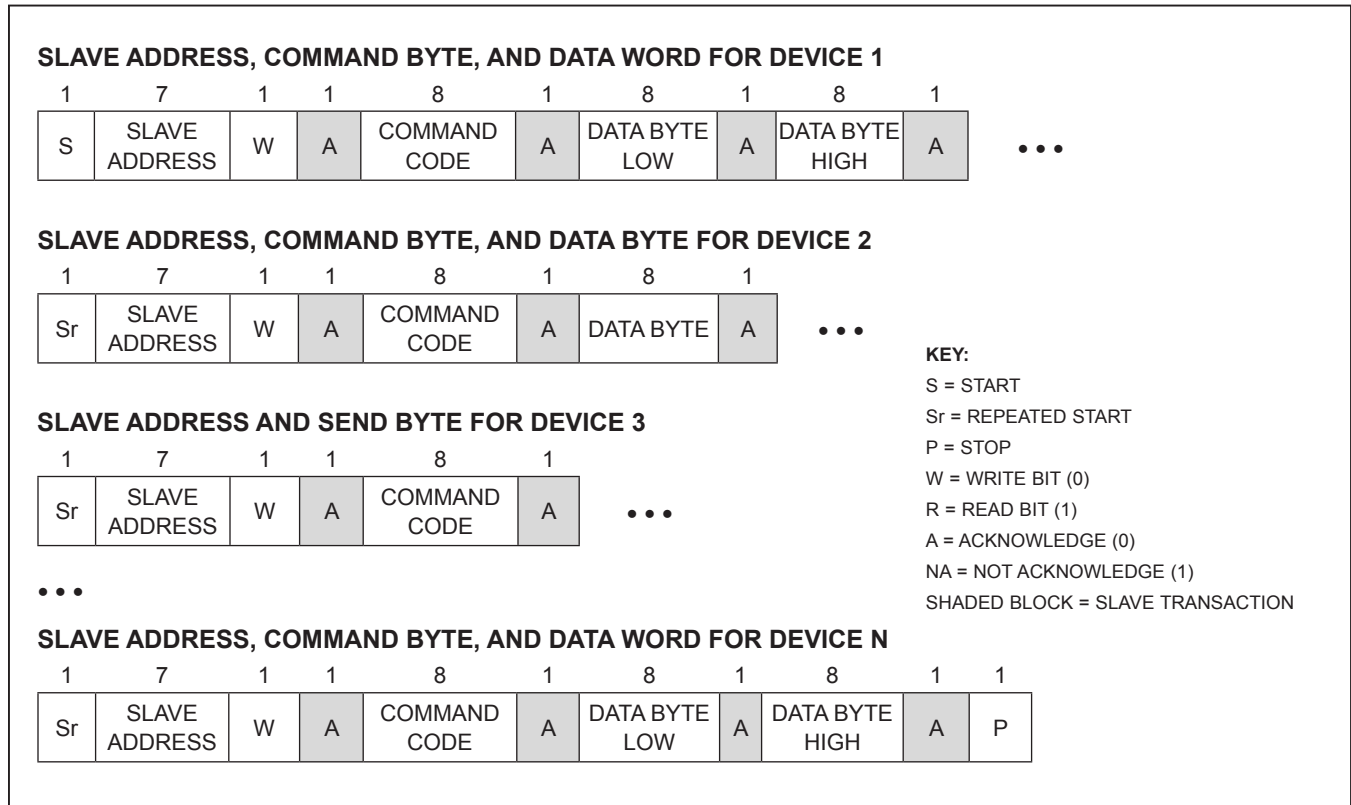 SLAVE ADDRESS, COMMAND BYTE, AND DATA WORD FOR DEVICE 1
1 7 1 1 8 1 8 1 8 1
S SLAVE ADDRESS W A COMMAND CODE A DATA BYTE LOW A DATA BYTE HIGH A •••
SLAVE ADDRESS, COMMAND BYTE, AND DATA BYTE FOR DEVICE 2
1 7 1 1 8 1 8 1
Sr SLAVE ADDRESS W A COMMAND CODE A DATA BYTE A •••
SLAVE ADDRESS AND SEND BYTE FOR DEVICE 3
1 7 1 1 8 1
Sr SLAVE ADDRESS W A COMMAND CODE A •••
•••
SLAVE ADDRESS, COMMAND BYTE, AND DATA WORD FOR DEVICE N
1 7 1 1 8 1 8 1 8 1 1
Sr SLAVE ADDRESS W A COMMAND CODE A DATA BYTE LOW A DATA BYTE HIGH A P
KEY:
S = START
Sr = REPEATED START
P = STOP
W = WRITE BIT (0)
R = READ BIT (1)
A = ACKNOWLEDGE (0)
NA = NOT ACKNOWLEDGE (1)
SHADED BLOCK = SLAVE TRANSACTION